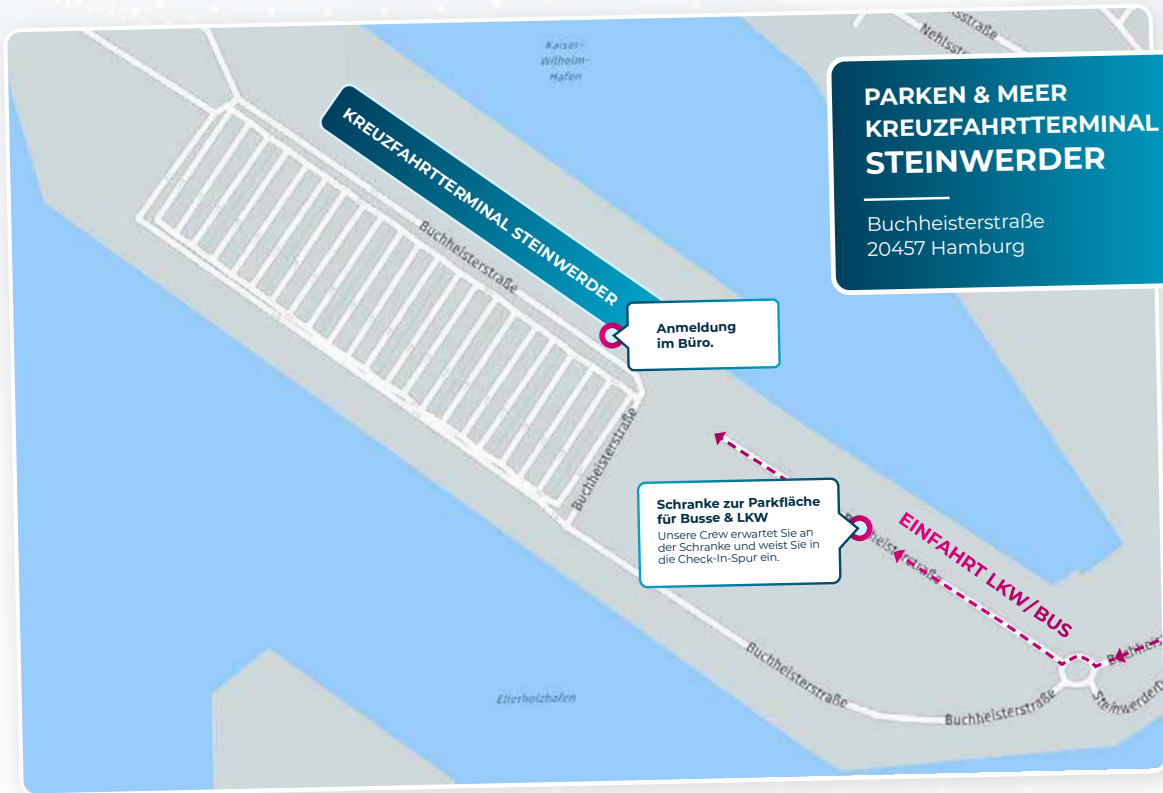 Kaiser-
Wilhelm-
Hafen
PARKEN & MEER
KREUZFAHRTTERMINAL
STEINWERDER
Buchheisterstraße
20457 Hamburg
KREUZFAHRTTERMINAL STEINWERDER
Buchheisterstraße
Anmeldung
im Büro.
Buchheisterstraße
Schranke zur Parkfläche
für Busse & LKW
Unsere Crew erwartet Sie an
der Schranke und weist Sie in
die Check-In-Spur ein.
EINFAHRT LKW/BUS
Buchheisterstraße
Buchheisterstraße
Ellerholzhafen